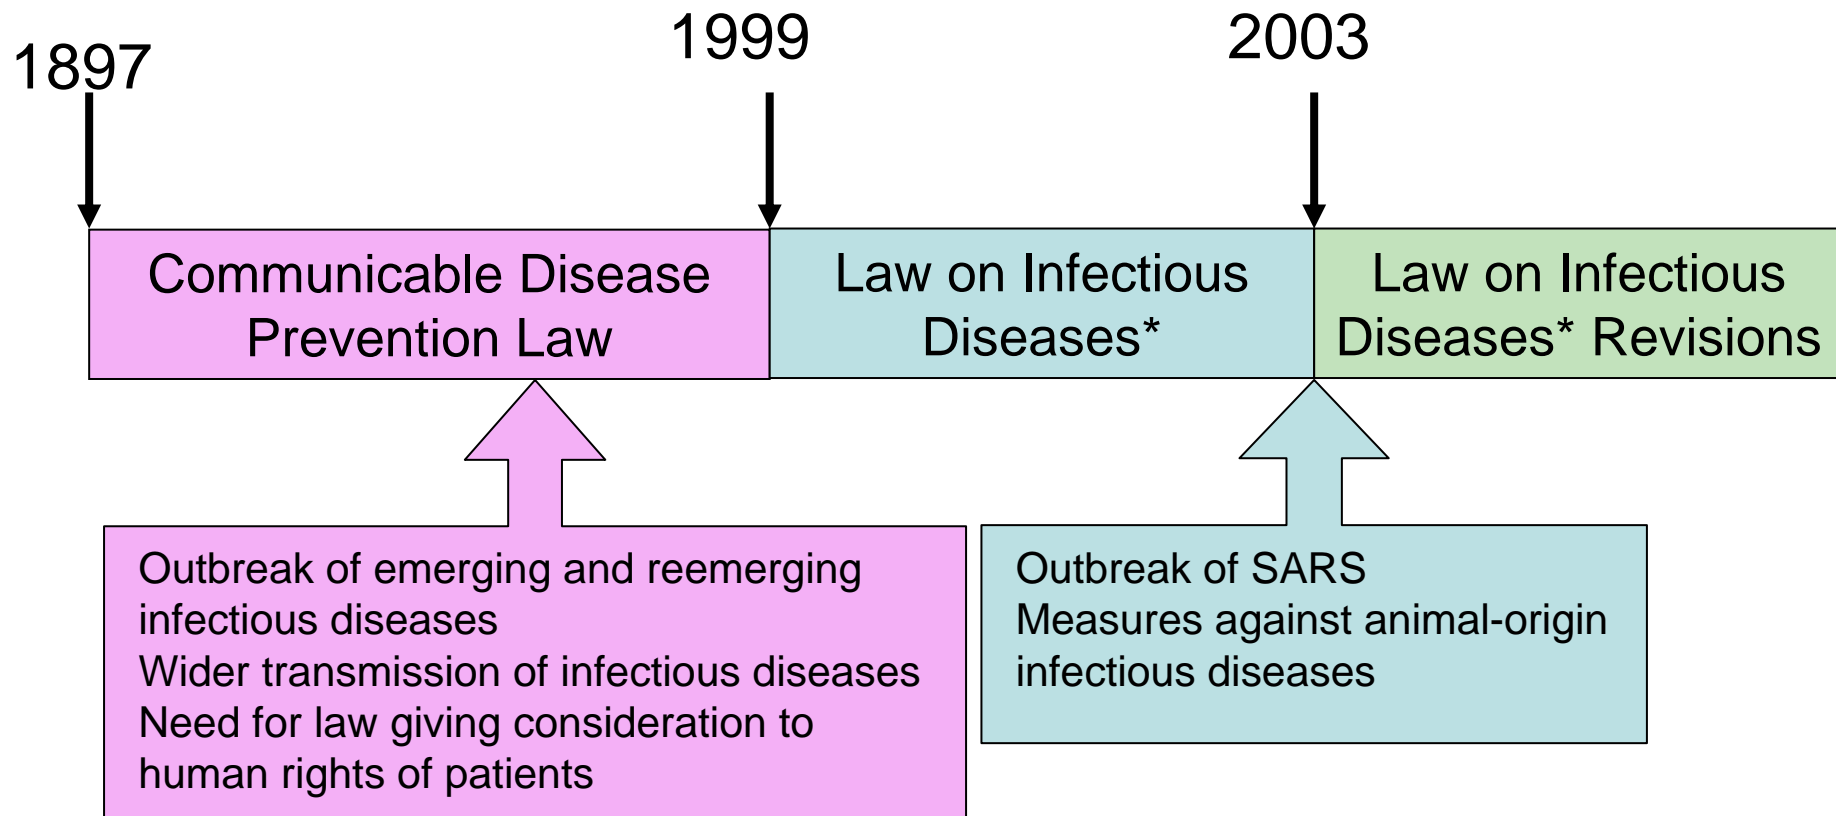 1897
1999
2003
Communicable Disease
Prevention Law
Law on Infectious
Diseases*
Law on Infectious
Diseases* Revisions
Outbreak of emerging and reemerging
infectious diseases
Wider transmission of infectious diseases
Need for law giving consideration to
human rights of patients
Outbreak of SARS
Measures against animal-origin
infectious diseases